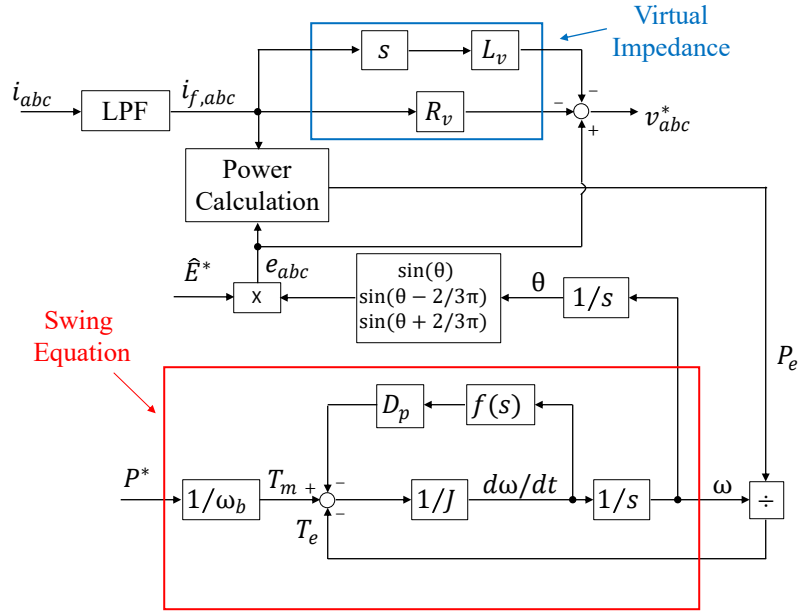 Virtual
Impedance
s
L_v
i_abc
LPF
i_f,abc
R_v
−
−
+
v*_abc
Power
Calculation
Ê*
e_abc
x
sin(θ)
sin(θ − 2/3π)
sin(θ + 2/3π)
θ
1/s
Swing
Equation
P_e
D_p
f(s)
P*
1/ω_b
T_m
+
−
−
T_e
1/J
dω/dt
1/s
ω
÷